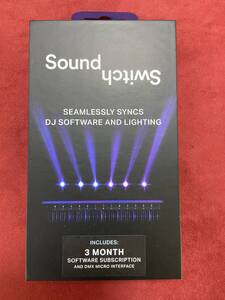 Sound
Switch
SEAMLESSLY SYNCS
DJ SOFTWARE AND LIGHTING
INCLUDES:
3 MONTH
SOFTWARE SUBSCRIPTION
AND DMX MICRO INTERFACE